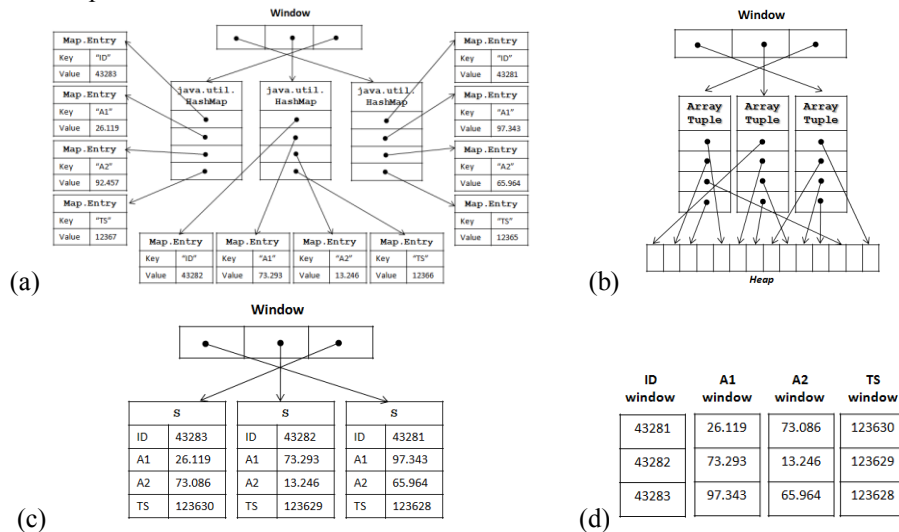 Window
Map.Entry
Key "ID"
Value 43283
Map.Entry
Key "A1"
Value 26.119
Map.Entry
Key "A2"
Value 92.457
Map.Entry
Key "TS"
Value 12367
java.util.
HashMap
java.util.
HashMap
java.util.
HashMap
Map.Entry
Key "ID"
Value 43281
Map.Entry
Key "A1"
Value 97.343
Map.Entry
Key "A2"
Value 65.964
Map.Entry
Key "TS"
Value 12365
Map.Entry
Key "ID"
Value 43282
Map.Entry
Key "A1"
Value 73.293
Map.Entry
Key "A2"
Value 13.246
Map.Entry
Key "TS"
Value 12366
(a)
Window
Array
Tuple
Array
Tuple
Array
Tuple
Heap
(b)
Window
S
ID 43283
A1 26.119
A2 73.086
TS 123630
S
ID 43282
A1 73.293
A2 13.246
TS 123629
S
ID 43281
A1 97.343
A2 65.964
TS 123628
(c)
ID
window
A1
window
A2
window
TS
window
43281 26.119 73.086 123630
43282 73.293 13.246 123629
43283 97.343 65.964 123628
(d)